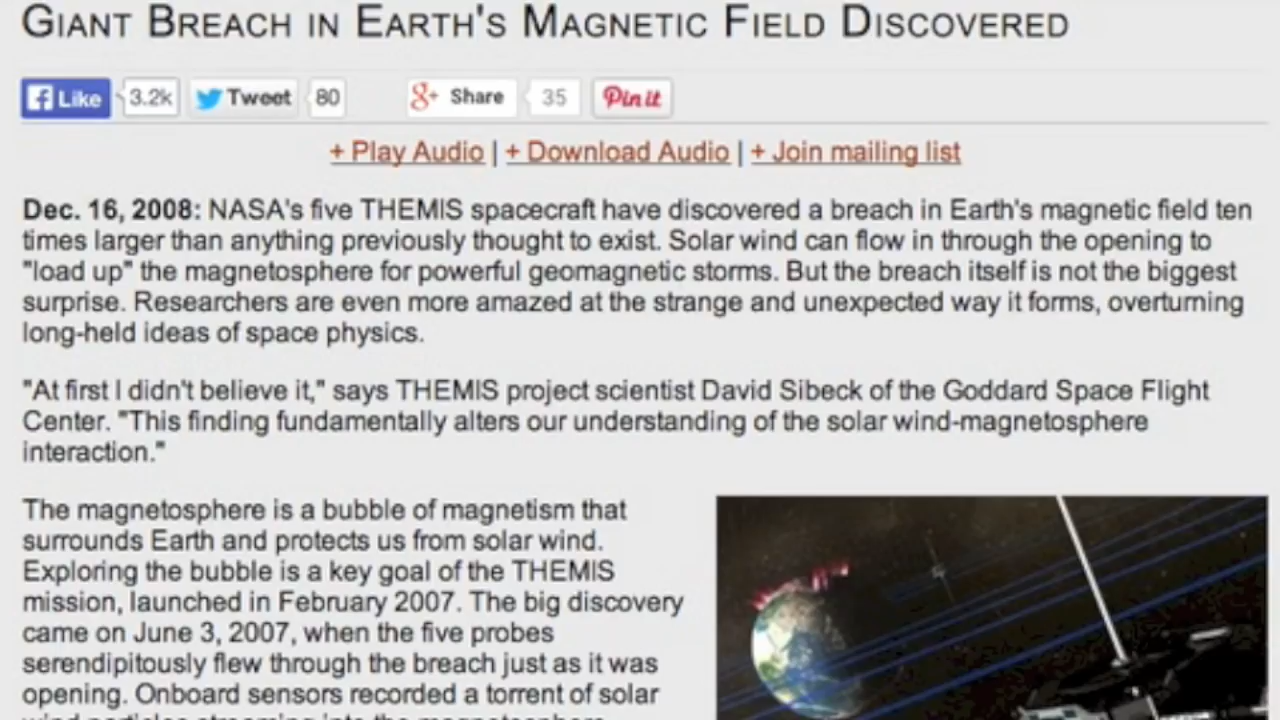 GIANT BREACH IN EARTH'S MAGNETIC FIELD DISCOVERED
Like 3.2k Tweet 80 8+ Share 35 Pin it
+ Play Audio | + Download Audio | + Join mailing list
Dec. 16, 2008: NASA's five THEMIS spacecraft have discovered a breach in Earth's magnetic field ten
times larger than anything previously thought to exist. Solar wind can flow in through the opening to
"load up" the magnetosphere for powerful geomagnetic storms. But the breach itself is not the biggest
surprise. Researchers are even more amazed at the strange and unexpected way it forms, overturning
long-held ideas of space physics.
"At first I didn't believe it," says THEMIS project scientist David Sibeck of the Goddard Space Flight
Center. "This finding fundamentally alters our understanding of the solar wind-magnetosphere
interaction."
The magnetosphere is a bubble of magnetism that
surrounds Earth and protects us from solar wind.
Exploring the bubble is a key goal of the THEMIS
mission, launched in February 2007. The big discovery
came on June 3, 2007, when the five probes
serendipitously flew through the breach just as it was
opening. Onboard sensors recorded a torrent of solar
wind particles streaming into the magnetosphere,